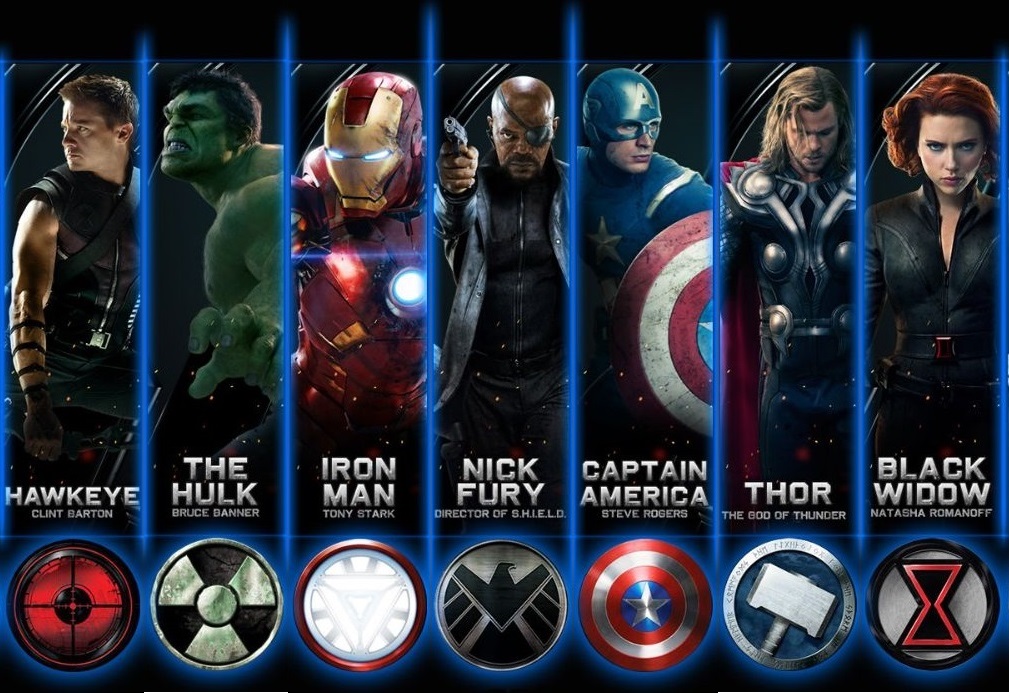 HAWKEYE
CLINT BARTON
THE
HULK
BRUCE BANNER
IRON
MAN
TONY STARK
NICK
FURY
DIRECTOR OF S.H.I.E.L.D.
CAPTAIN
AMERICA
STEVE ROGERS
THOR
THE GOD OF THUNDER
BLACK
WIDOW
NATASHA ROMANOFF
A